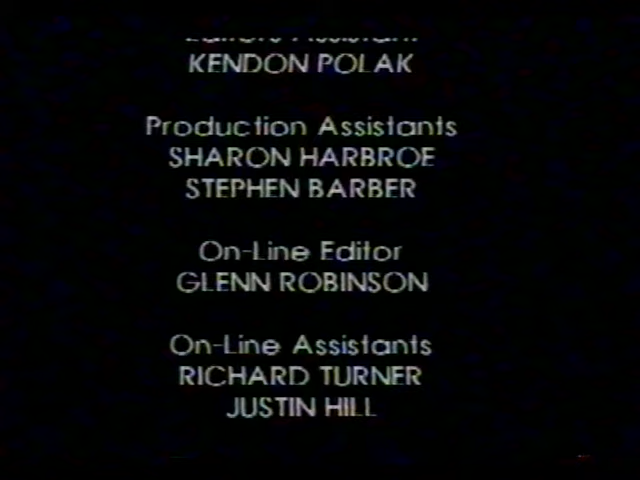 KENDON POLAK
Production Assistants
SHARON HARBROE
STEPHEN BARBER
On-Line Editor
GLENN ROBINSON
On-Line Assistants
RICHARD TURNER
JUSTIN HILL